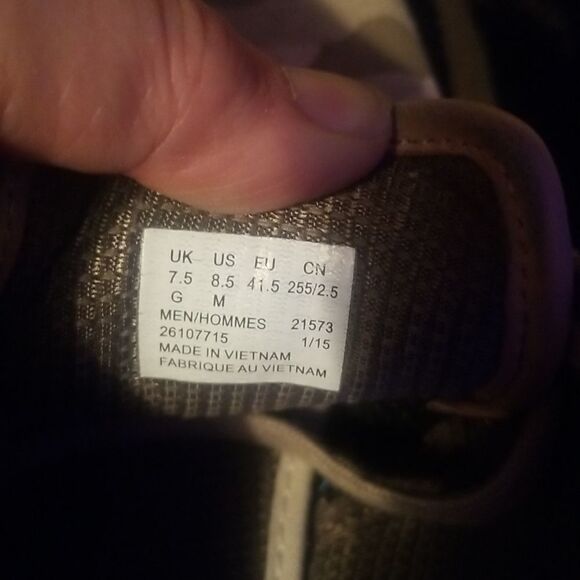 UK US EU CN
7.5 8.5 41.5 255/2.5
G M
MEN/HOMMES 21573
26107715 1/15
MADE IN VIETNAM
FABRIQUE AU VIETNAM